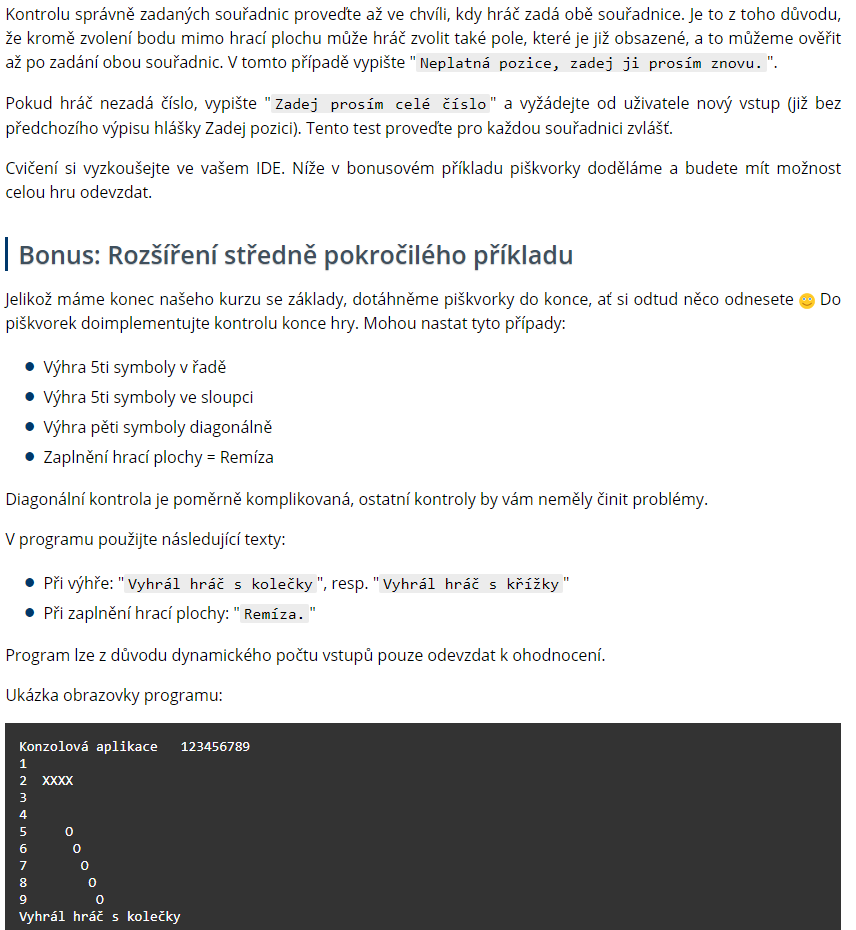 Kontrolu správně zadaných souřadnic proveďte až ve chvíli, kdy hráč zadá obě souřadnice. Je to z toho důvodu,
že kromě zvolení bodu mimo hrací plochu může hráč zvolit také pole, které je již obsazené, a to můžeme ověřit
až po zadání obou souřadnic. V tomto případě vypište "Neplatná pozice, zadej ji prosím znovu.".
Pokud hráč nezadá číslo, vypište "Zadej prosím celé číslo" a vyžádejte od uživatele nový vstup (již bez
předchozího výpisu hlášky Zadej pozici). Tento test proveďte pro každou souřadnici zvlášť.
Cvičení si vyzkoušejte ve vašem IDE. Níže v bonusovém příkladu piškvorky doděláme a budete mít možnost
celou hru odevzdat.
Bonus: Rozšíření středně pokročilého příkladu
Jelikož máme konec našeho kurzu se základy, dotáhněme piškvorky do konce, ať si odtud něco odnesete 🙂 Do
piškvorek doimplementujte kontrolu konce hry. Mohou nastat tyto případy:
Výhra 5ti symboly v řadě
Výhra 5ti symboly ve sloupci
Výhra pěti symboly diagonálně
Zaplnění hrací plochy = Remíza
Diagonální kontrola je poměrně komplikovaná, ostatní kontroly by vám neměly činit problémy.
V programu použijte následující texty:
Při výhře: "Vyhrál hráč s kolečky", resp. "Vyhrál hráč s křížky"
Při zaplnění hrací plochy: "Remíza."
Program lze z důvodu dynamického počtu vstupů pouze odevzdat k ohodnocení.
Ukázka obrazovky programu:
Konzolová aplikace   123456789
1
2  XXXX
3
4
5     O
6      O
7       O
8        O
9         O
Vyhrál hráč s kolečky